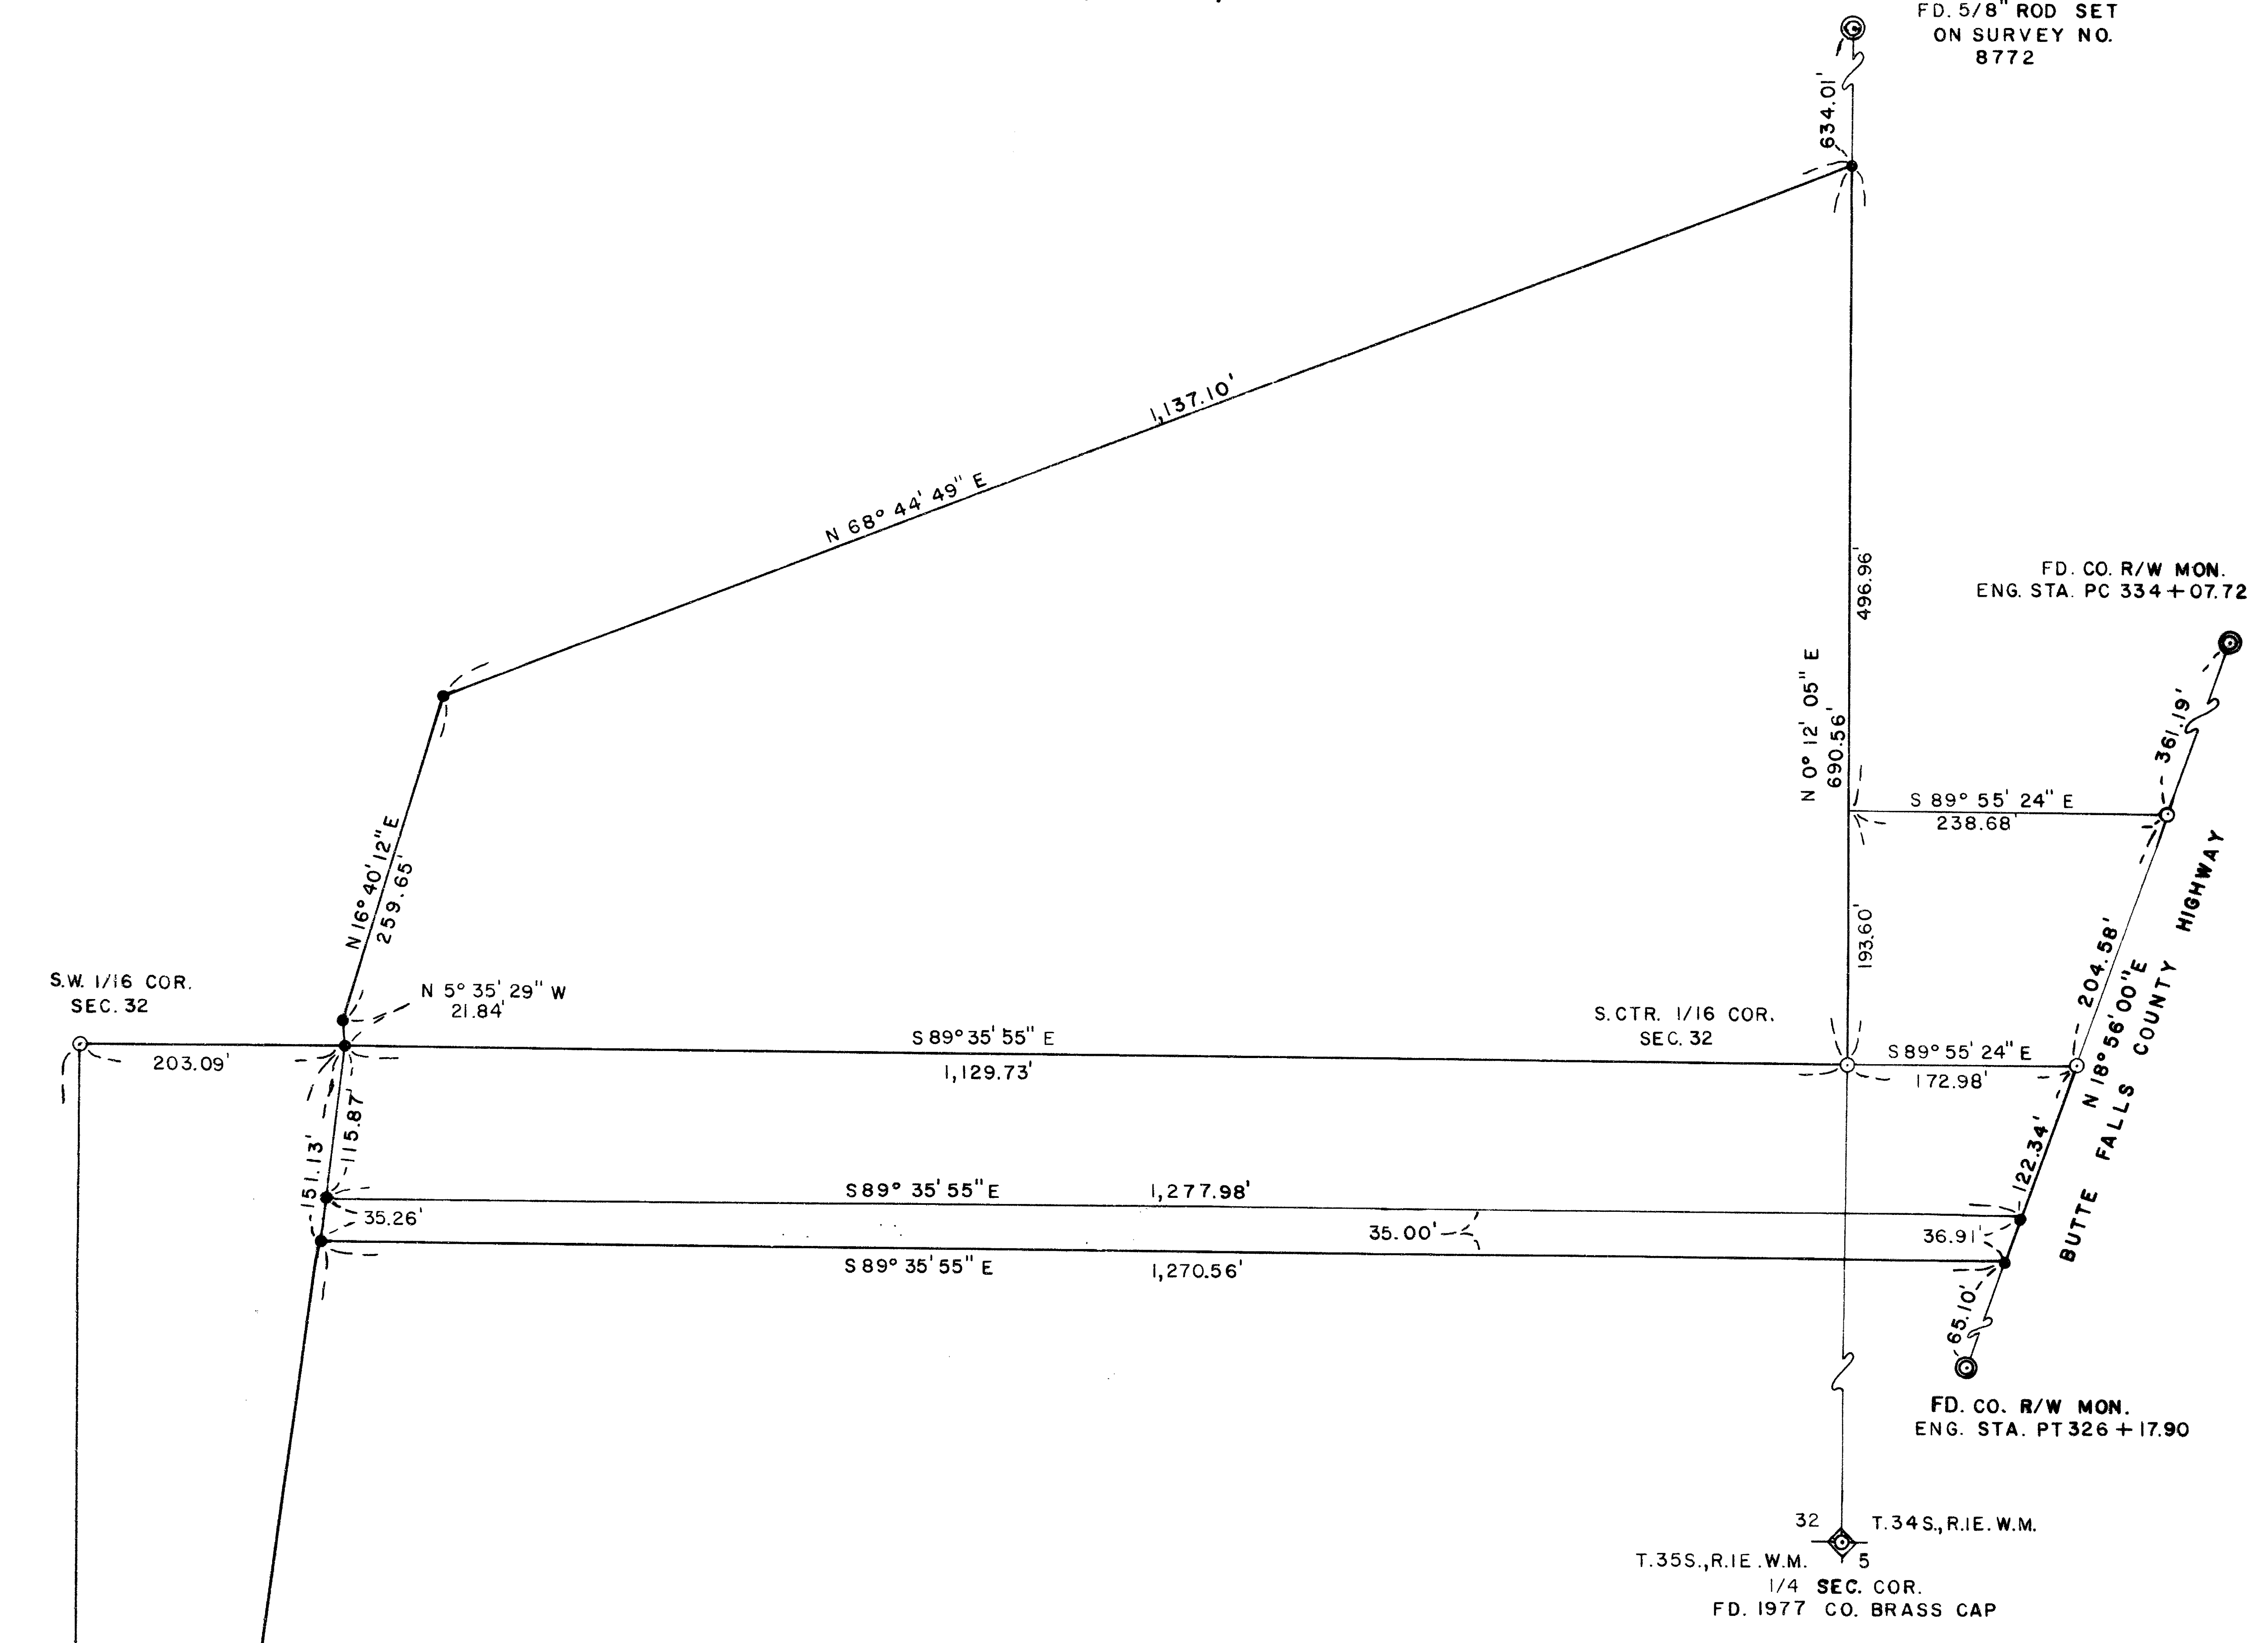 FD. 5/8" ROD SET
ON SURVEY NO.
8772
634.01'
1,137.10'
N 68° 44' 49" E
496.96'
FD. CO. R/W MON.
ENG. STA. PC 334+07.72
N 0° 12' 05" E
690.56'
361.19'
S 89° 55' 24" E
238.68'
N 16° 40' 12" E
259.65'
193.60'
204.58'
N 18° 56' 00" E
BUTTE FALLS COUNTY HIGHWAY
S.W. 1/16 COR.
SEC. 32
N 5° 35' 29" W
21.84'
S.CTR. 1/16 COR.
SEC. 32
203.09'
S 89° 35' 55" E
1,129.73'
S 89° 55' 24" E
172.98'
115.87'
151.13'
122.34'
S 89° 35' 55" E
1,277.98'
35.26'
35.00'
36.91'
S 89° 35' 55" E
1,270.56'
65.10'
FD. CO. R/W MON.
ENG. STA. PT 326+17.90
32
T.34S., R.1E. W.M.
T.35S., R.1E. W.M.
5
1/4 SEC. COR.
FD. 1977 CO. BRASS CAP